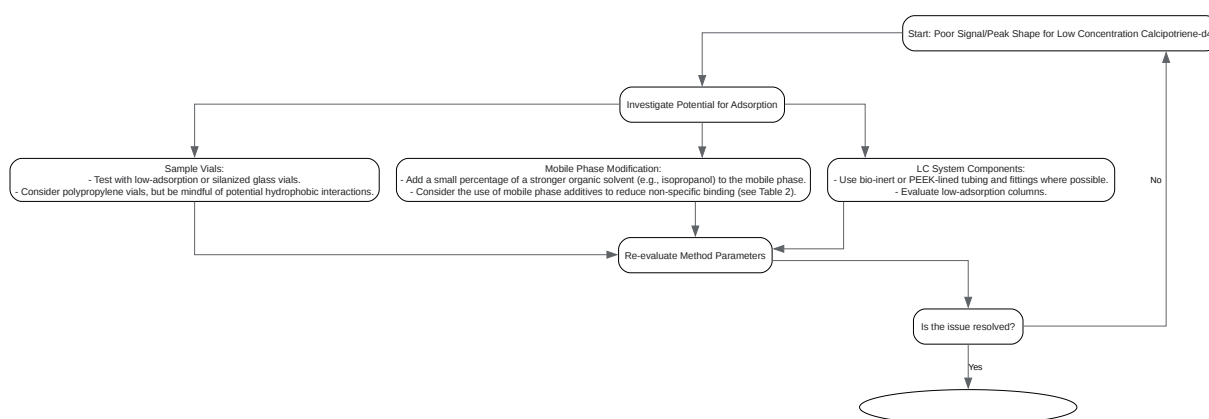 Start: Poor Signal/Peak Shape for Low Concentration Calcipotriene-d4
Investigate Potential for Adsorption
Sample Vials:
- Test with low-adsorption or silanized glass vials.
- Consider polypropylene vials, but be mindful of potential hydrophobic interactions.
Mobile Phase Modification:
- Add a small percentage of a stronger organic solvent (e.g., isopropanol) to the mobile phase.
- Consider the use of mobile phase additives to reduce non-specific binding (see Table 2).
LC System Components:
- Use bio-inert or PEEK-lined tubing and fittings where possible.
- Evaluate low-adsorption columns.
No
Re-evaluate Method Parameters
Is the issue resolved?
Yes